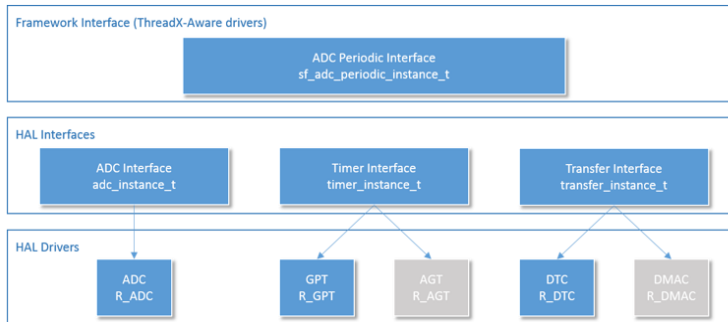 Framework Interface (ThreadX-Aware drivers)
ADC Periodic Interface
sf_adc_periodic_instance_t
HAL Interfaces
ADC Interface
adc_instance_t
Timer Interface
timer_instance_t
Transfer Interface
transfer_instance_t
HAL Drivers
ADC
R_ADC
GPT
R_GPT
AGT
R_AGT
DTC
R_DTC
DMAC
R_DMAC